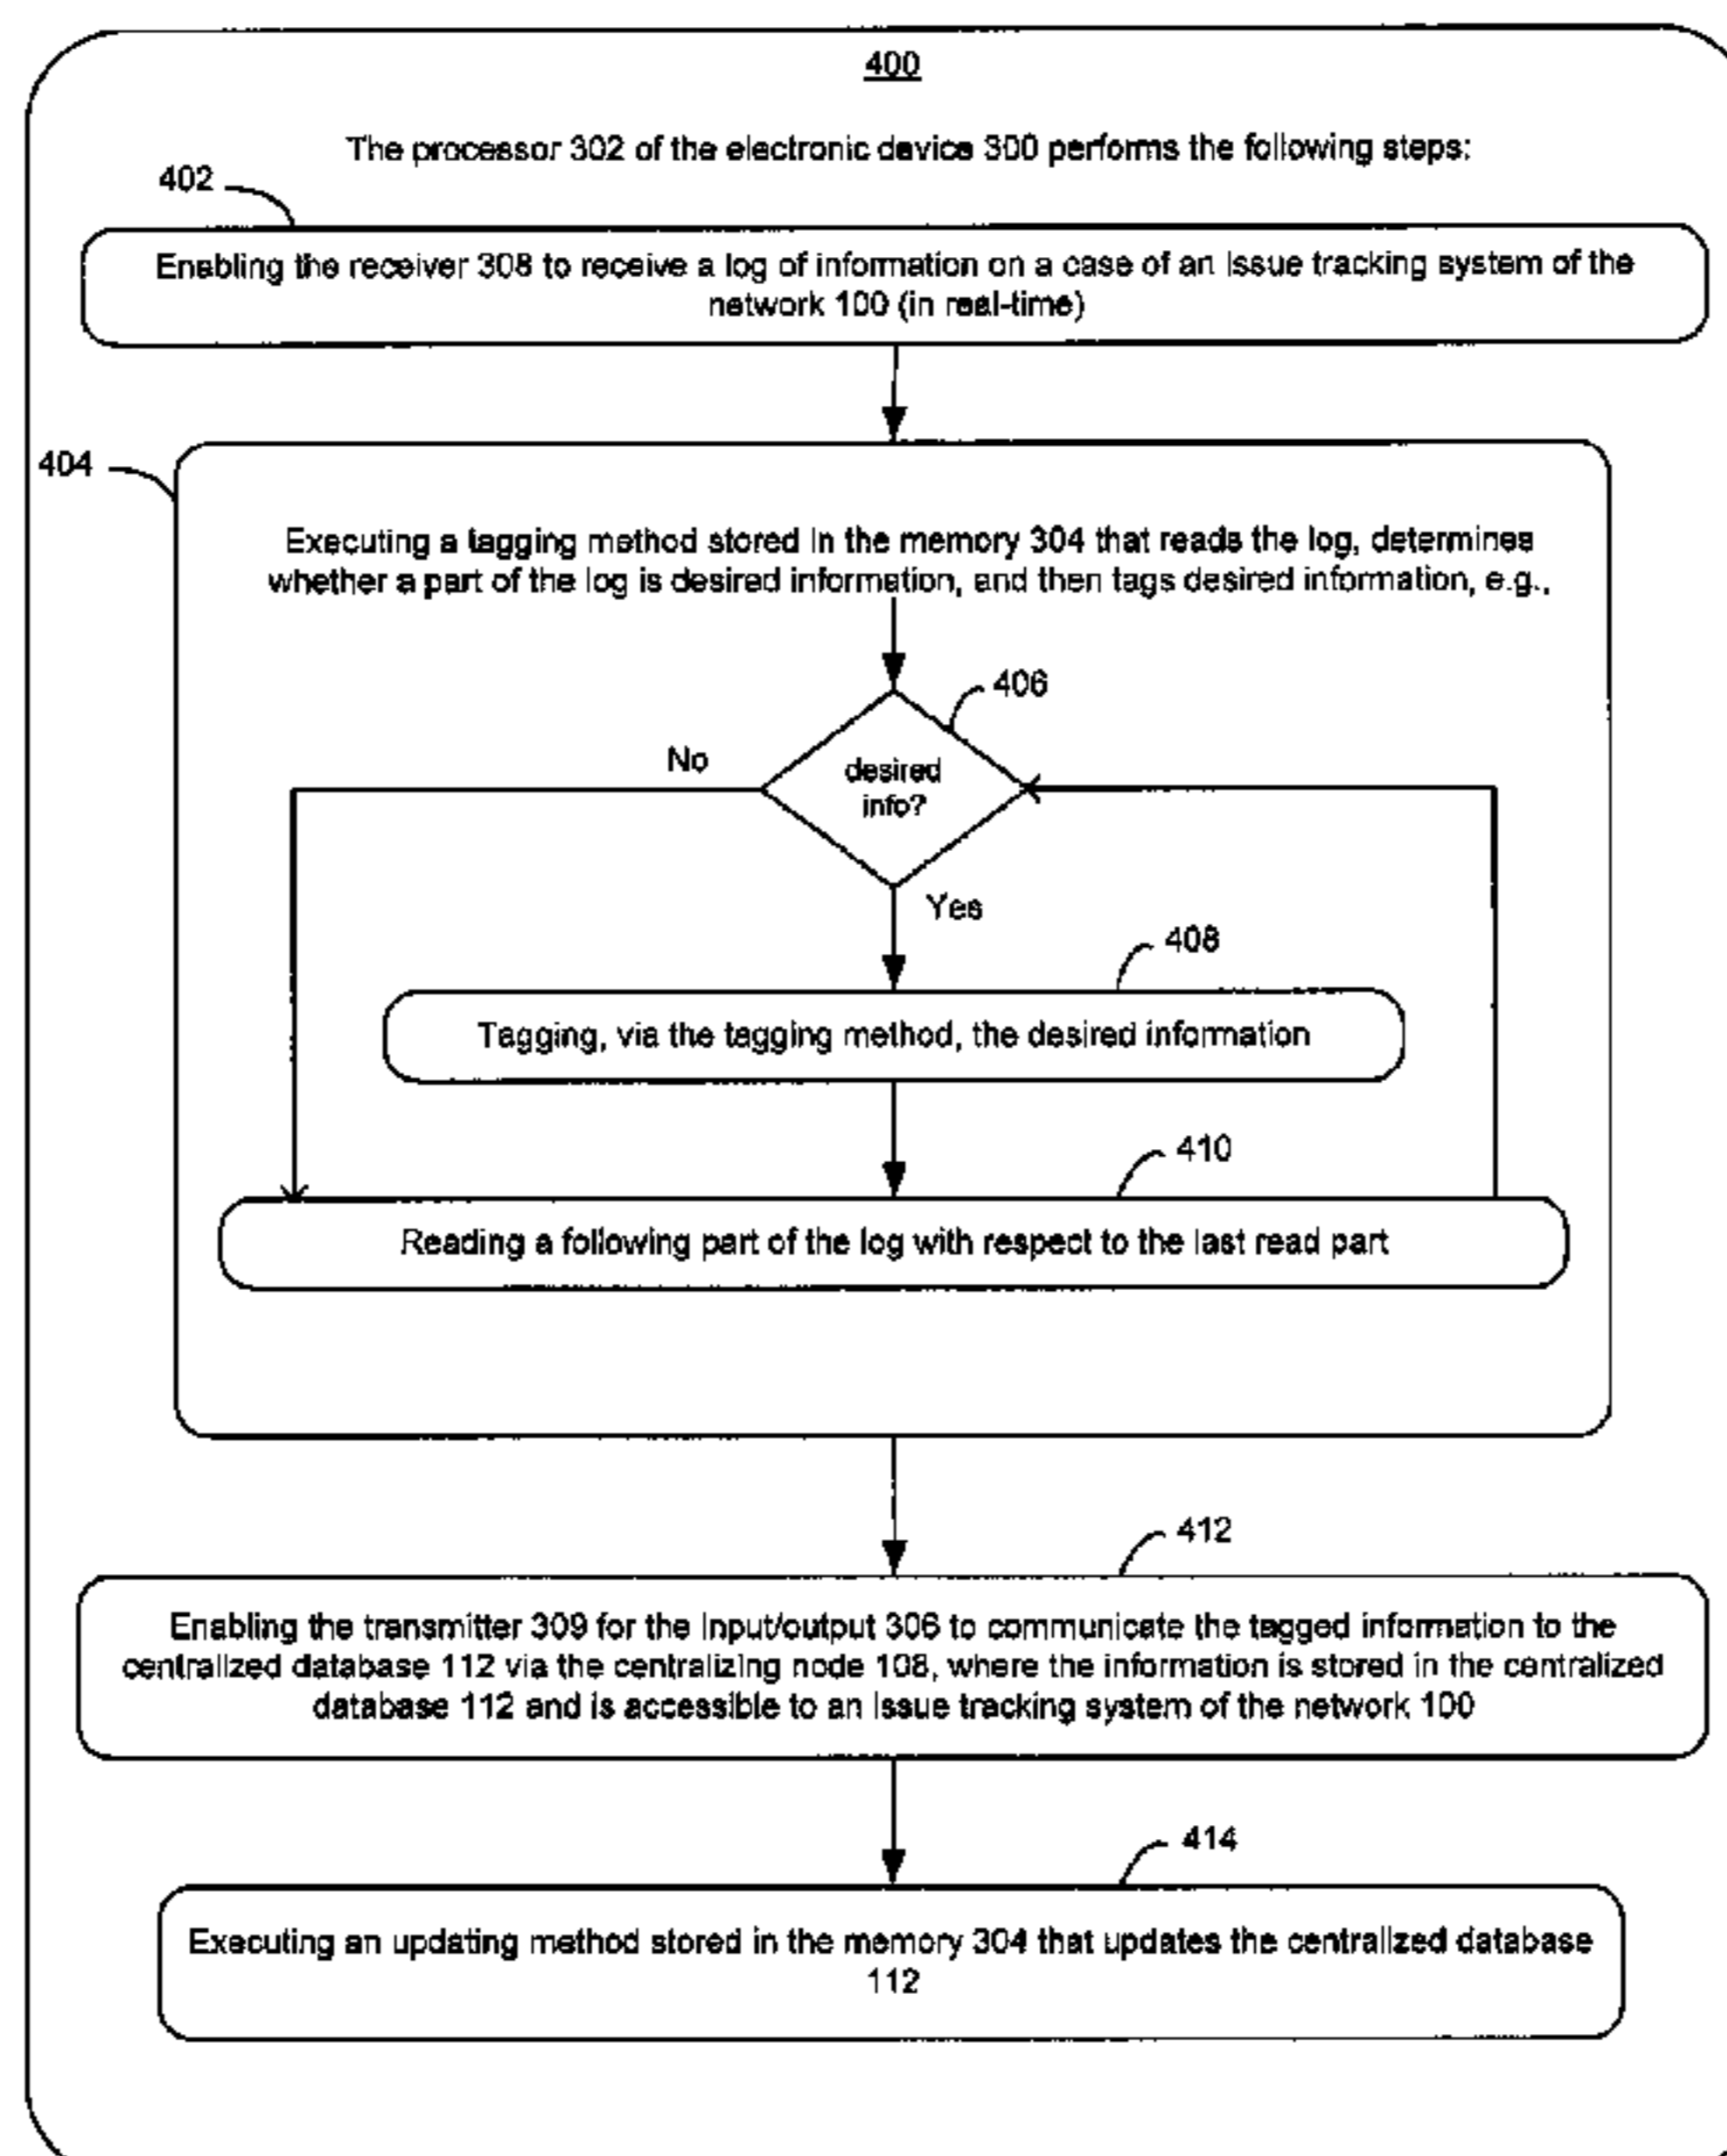 400
The processor 302 of the electronic device 300 performs the following steps:
402
Enabling the receiver 308 to receive a log of information on a case of an issue tracking system of the
network 100 (in real-time)
404
Executing a tagging method stored in the memory 304 that reads the log, determines
whether a part of the log is desired information, and then tags desired information, e.g.,
406
No
desired
info?
Yes
408
Tagging, via the tagging method, the desired information
410
Reading a following part of the log with respect to the last read part
412
Enabling the transmitter 309 for the input/output 306 to communicate the tagged information to the
centralized database 112 via the centralizing node 108, where the information is stored in the centralized
database 112 and is accessible to an issue tracking system of the network 100
414
Executing an updating method stored in the memory 304 that updates the centralized database
112